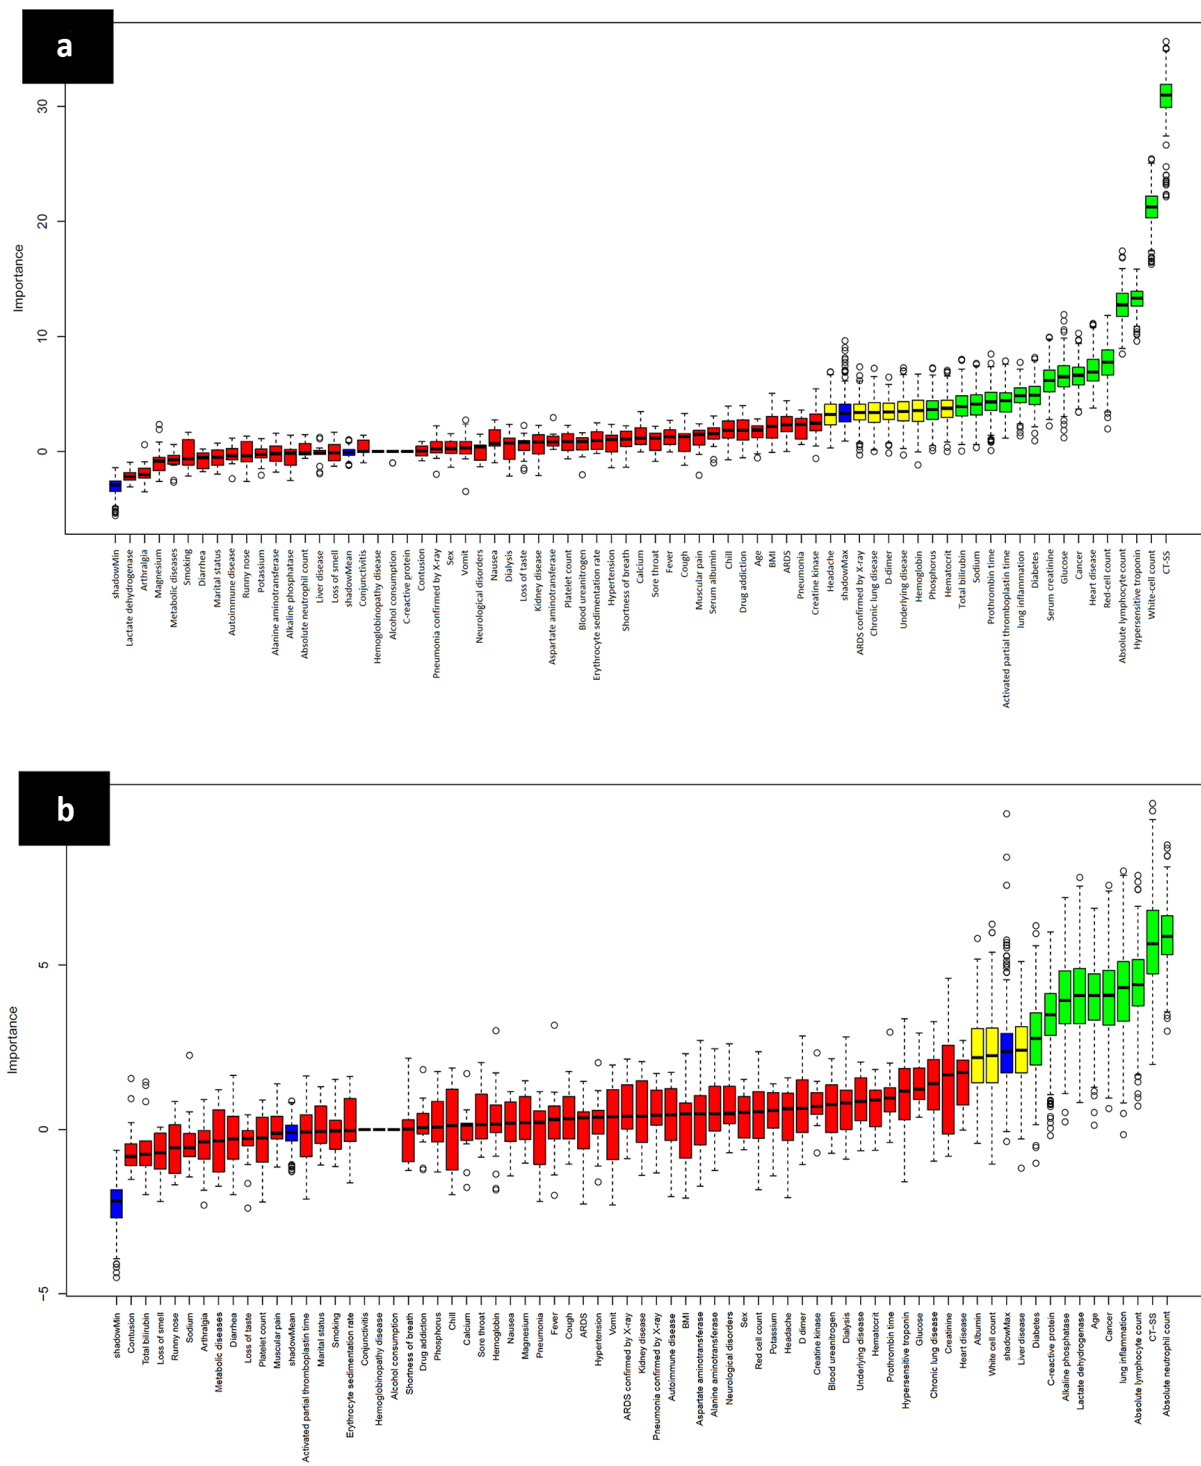 a
Importance
30
20
10
0
shadowMin
Lactate dehydrogenase
Arthralgia
Magnesium
Metabolic diseases
Smoking
Diarrhea
Marital status
Autoimmune disease
Runny nose
Potassium
Alanine aminotransferase
Alkaline phosphatase
Absolute neutrophil count
Liver disease
Loss of smell
shadowMean
Conjunctivitis
Hemoglobinopathy disease
Alcohol consumption
C-reactive protein
Contusion
Pneumonia confirmed by X-ray
Sex
Vomit
Neurological disorders
Nausea
Dialysis
Loss of taste
Kidney disease
Aspartate aminotransferase
Platelet count
Blood ureanitrogen
Erythrocyte sedimentation rate
Hypertension
Shortness of breath
Calcium
Sore throat
Fever
Cough
Muscular pain
Serum albumin
Chill
Drug addiction
Age
BMI
ARDS
Pneumonia
Creatine kinase
Headache
shadowMax
ARDS confirmed by X-ray
Chronic lung disease
D-dimer
Underlying disease
Hemoglobin
Phosphorus
Hematocrit
Total bilirubin
Sodium
Prothrombin time
Activated partial thromboplastin time
lung inflammation
Diabetes
Serum creatinine
Glucose
Cancer
Heart disease
Red-cell count
Absolute lymphocyte count
Hypersensitive troponin
White-cell count
CT-SS
b
Importance
5
0
−5
shadowMin
Contusion
Total bilirubin
Loss of smell
Runny nose
Sodium
Arthralgia
Metabolic diseases
Diarrhea
Loss of taste
Platelet count
Muscular pain
shadowMean
Activated partial thromboplastin time
Marital status
Smoking
Erythrocyte sedimentation rate
Conjunctivitis
Hemoglobinopathy disease
Alcohol consumption
Shortness of breath
Drug addiction
Phosphorus
Chill
Calcium
Sore throat
Hemoglobin
Nausea
Magnesium
Pneumonia
Fever
Cough
ARDS
Hypertension
Vomit
ARDS confirmed by X-ray
Kidney disease
Pneumonia confirmed by X-ray
Autoimmune disease
BMI
Aspartate aminotransferase
Alanine aminotransferase
Neurological disorders
Sex
Red cell count
Potassium
Headache
D dimer
Creatine kinase
Blood ureanitrogen
Dialysis
Underlying disease
Hematocrit
Prothrombin time
Hypersensitive troponin
Glucose
Chronic lung disease
Creatinine
Heart disease
Albumin
White cell count
shadowMax
Liver disease
Diabetes
C-reactive protein
Alkaline phosphatase
Lactate dehydrogenase
Age
Cancer
lung inflammation
Absolute lymphocyte count
CT−SS
Absolute neutrophil count